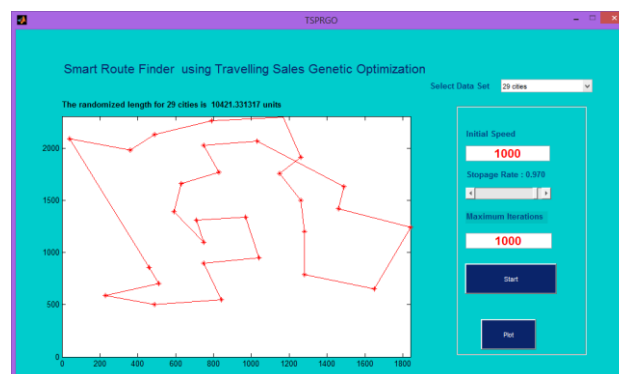 TSPRGO
Smart Route Finder using Travelling Sales Genetic Optimization
Select Data Set
29 cities
The randomized length for 29 cities is 10421.331317 units
2000
1500
1000
500
0
0 200 400 600 800 1000 1200 1400 1600 1800
Initial Speed
1000
Stopage Rate : 0.970
Maximum Iterations
1000
Start
Plot